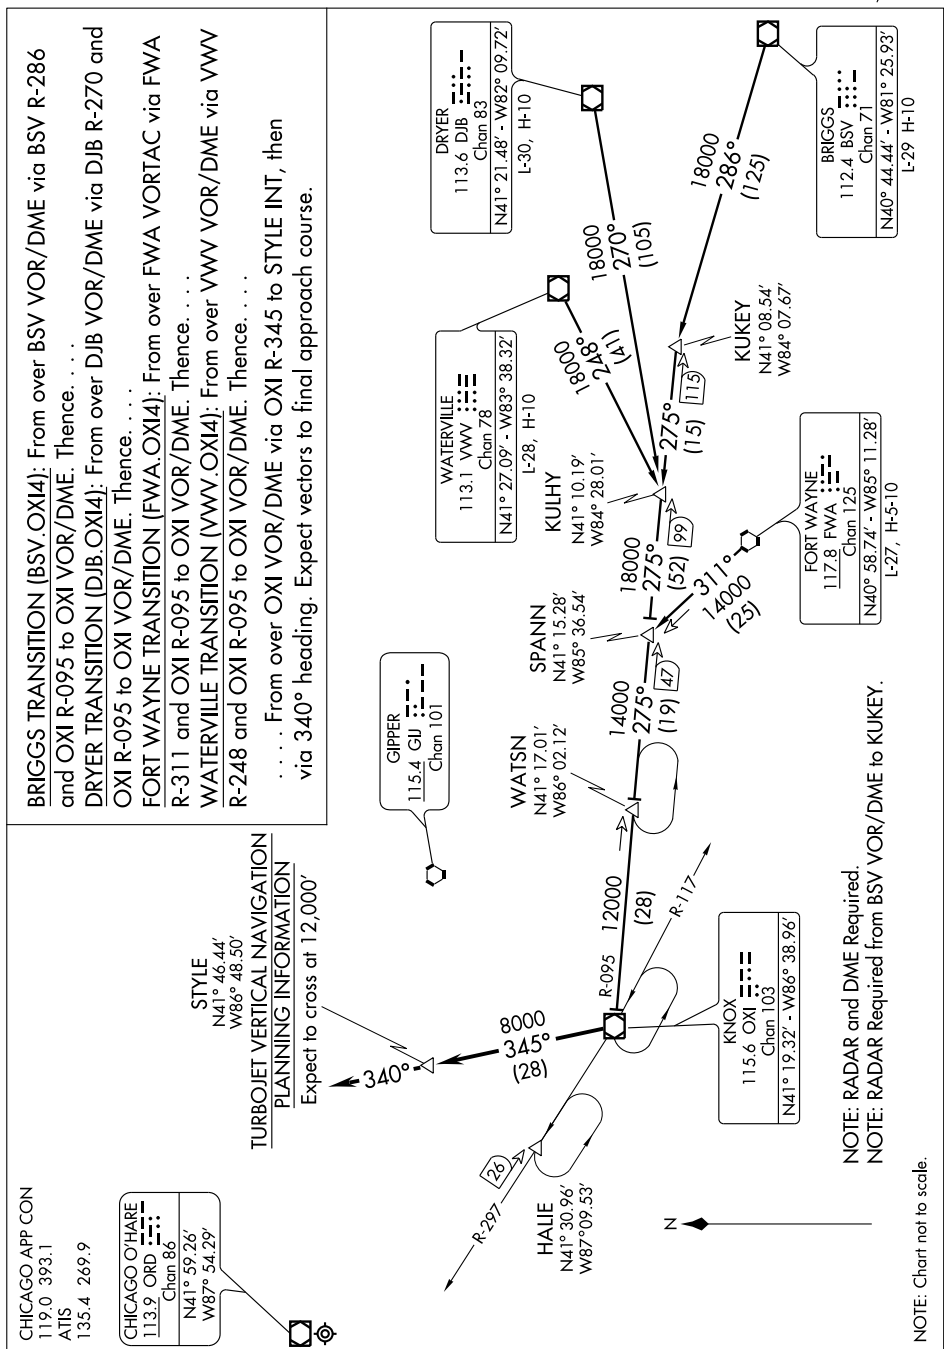 CHICAGO APP CON
119.0 393.1
ATIS
135.4 269.9
CHICAGO O'HARE
113.9 ORD
Chan 86
N41° 59.26'
W87° 54.29'
BRIGGS TRANSITION (BSV.OXI4): From over BSV VOR/DME via BSV R-286
and OXI R-095 to OXI VOR/DME. Thence. . . .
DRYER TRANSITION (DJB.OXI4): From over DJB VOR/DME via DJB R-270 and
OXI R-095 to OXI VOR/DME. Thence. . . .
FORT WAYNE TRANSITION (FWA.OXI4): From over FWA VORTAC via FWA
R-311 and OXI R-095 to OXI VOR/DME. Thence. . . .
WATERVILLE TRANSITION (VWV.OXI4): From over VWV VOR/DME via VWV
R-248 and OXI R-095 to OXI VOR/DME. Thence. . . .
. . . . From over OXI VOR/DME via OXI R-345 to STYLE INT, then
via 340° heading. Expect vectors to final approach course.
STYLE
N41° 46.44'
W86° 48.50'
TURBOJET VERTICAL NAVIGATION
PLANNING INFORMATION
Expect to cross at 12,000'
340°
8000
345°
(28)
GIPPER
115.4 GIJ
Chan 101
WATERVILLE
113.1 VWV
Chan 78
N41° 27.09' - W83° 38.32'
L-28, H-10
DRYER
113.6 DJB
Chan 83
N41° 21.48' - W82° 09.72'
L-30, H-10
18000
248°
(41)
18000
270°
(105)
18000
286°
(125)
R-297
26
HALIE
N41° 30.96'
W87°09.53'
R-095
R-117
12000
(28)
WATSN
N41° 17.01'
W86° 02.12'
14000
275°
(19)
47
SPANN
N41° 15.28'
W85° 36.54'
18000
275°
(52)
99
KULHY
N41° 10.19'
W84° 28.01'
275°
(15)
115
KUKEY
N41° 08.54'
W84° 07.67'
311°
14000
(25)
KNOX
115.6 OXI
Chan 103
N41° 19.32' - W86° 38.96'
FORT WAYNE
117.8 FWA
Chan 125
N40° 58.74' - W85° 11.28'
L-27, H-5-10
BRIGGS
112.4 BSV
Chan 71
N40° 44.44' - W81° 25.93'
L-29 H-10
N
NOTE: RADAR and DME Required.
NOTE: RADAR Required from BSV VOR/DME to KUKEY.
NOTE: Chart not to scale.